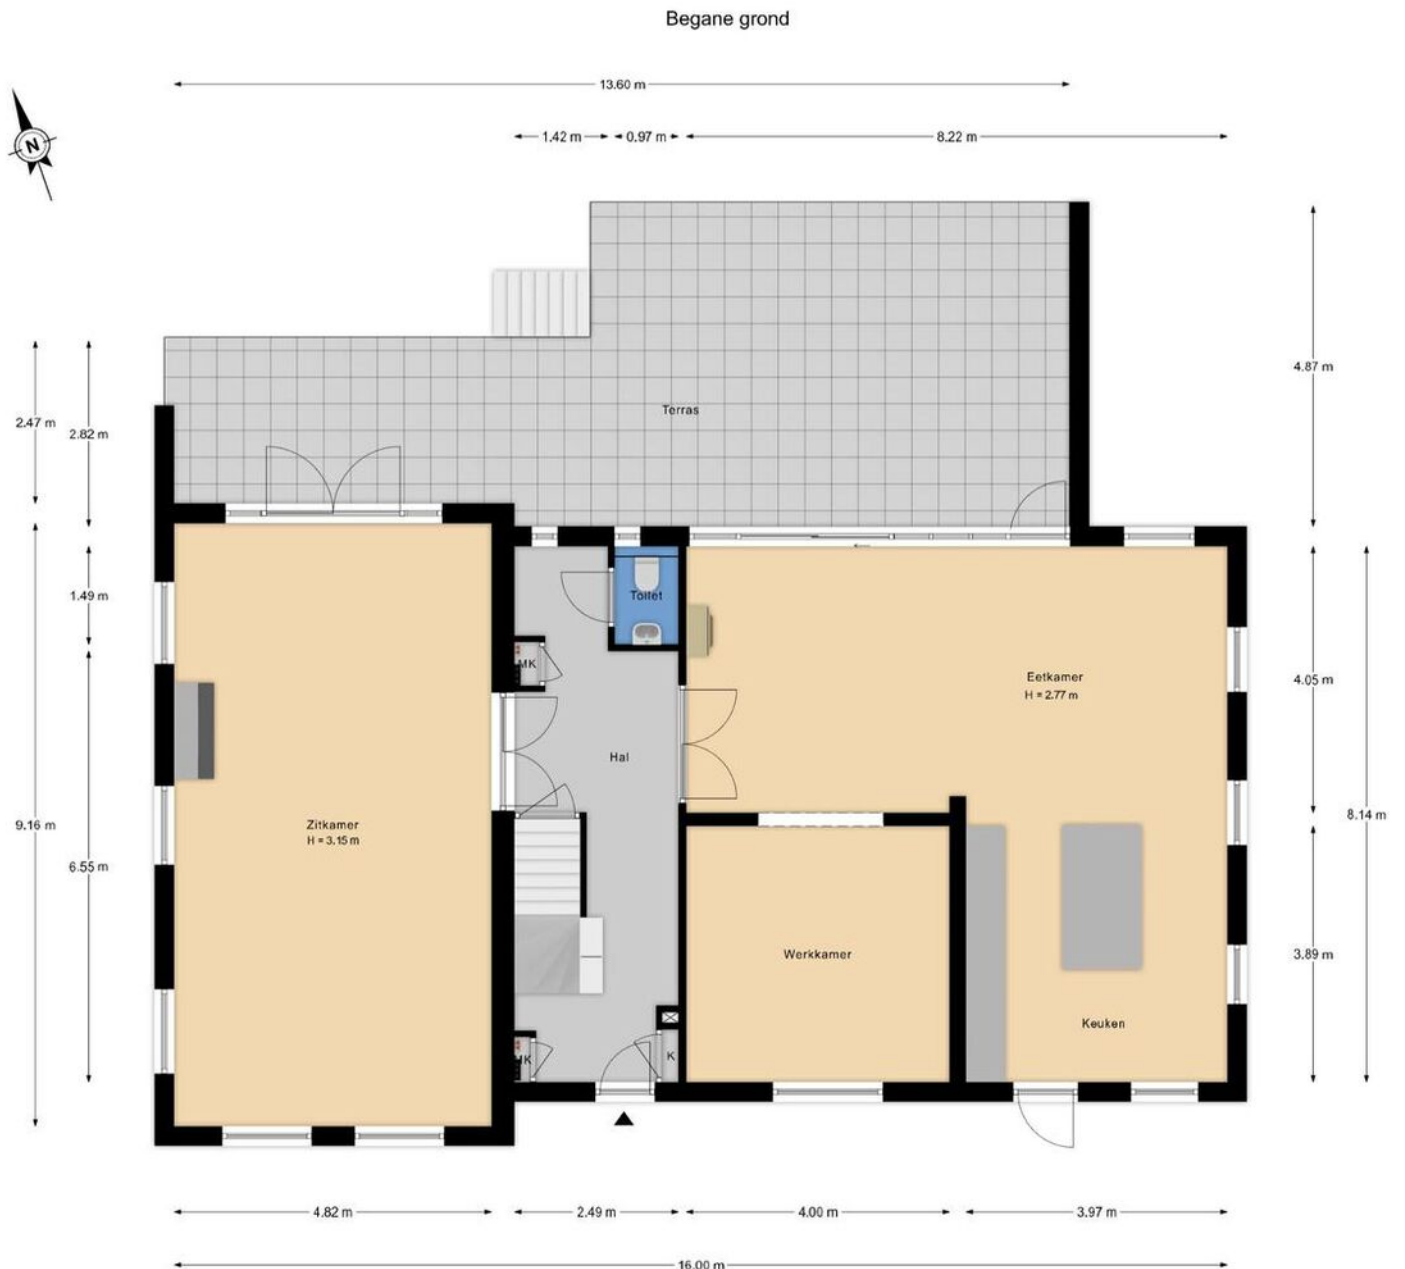 Begane grond
13.60 m
1.42 m
0.97 m
8.22 m
N
4.87 m
2.47 m
2.82 m
Terras
1.49 m
Toilet
MK
Eetkamer
H = 2.77 m
4.05 m
Hal
Zitkamer
H = 3.15 m
9.16 m
8.14 m
6.55 m
Werkkamer
3.89 m
Keuken
MK
K
4.82 m
2.49 m
4.00 m
3.97 m
16.00 m